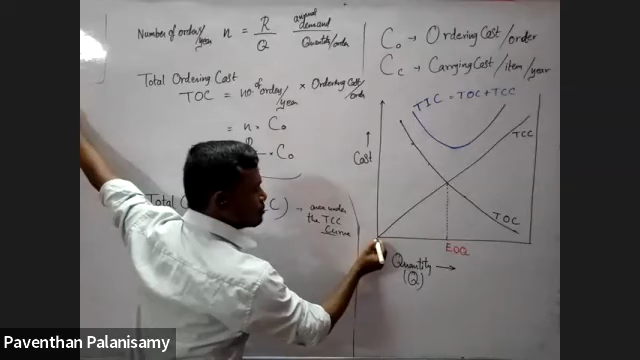 Number of orders/year n = R/Q annual demand/Quantity/order
Total Ordering Cost
TOC = no. of orders/year × Ordering Cost/order
= n × Co
× Co
Total
C) → area under
the TCC
Curve
Co → Ordering Cost/order
Cc → Carrying Cost/item/year
TIC = TOC + TCC
TCC
↑
Cost
TOC
EOQ
Quantity →
(Q)
Paventhan Palanisamy